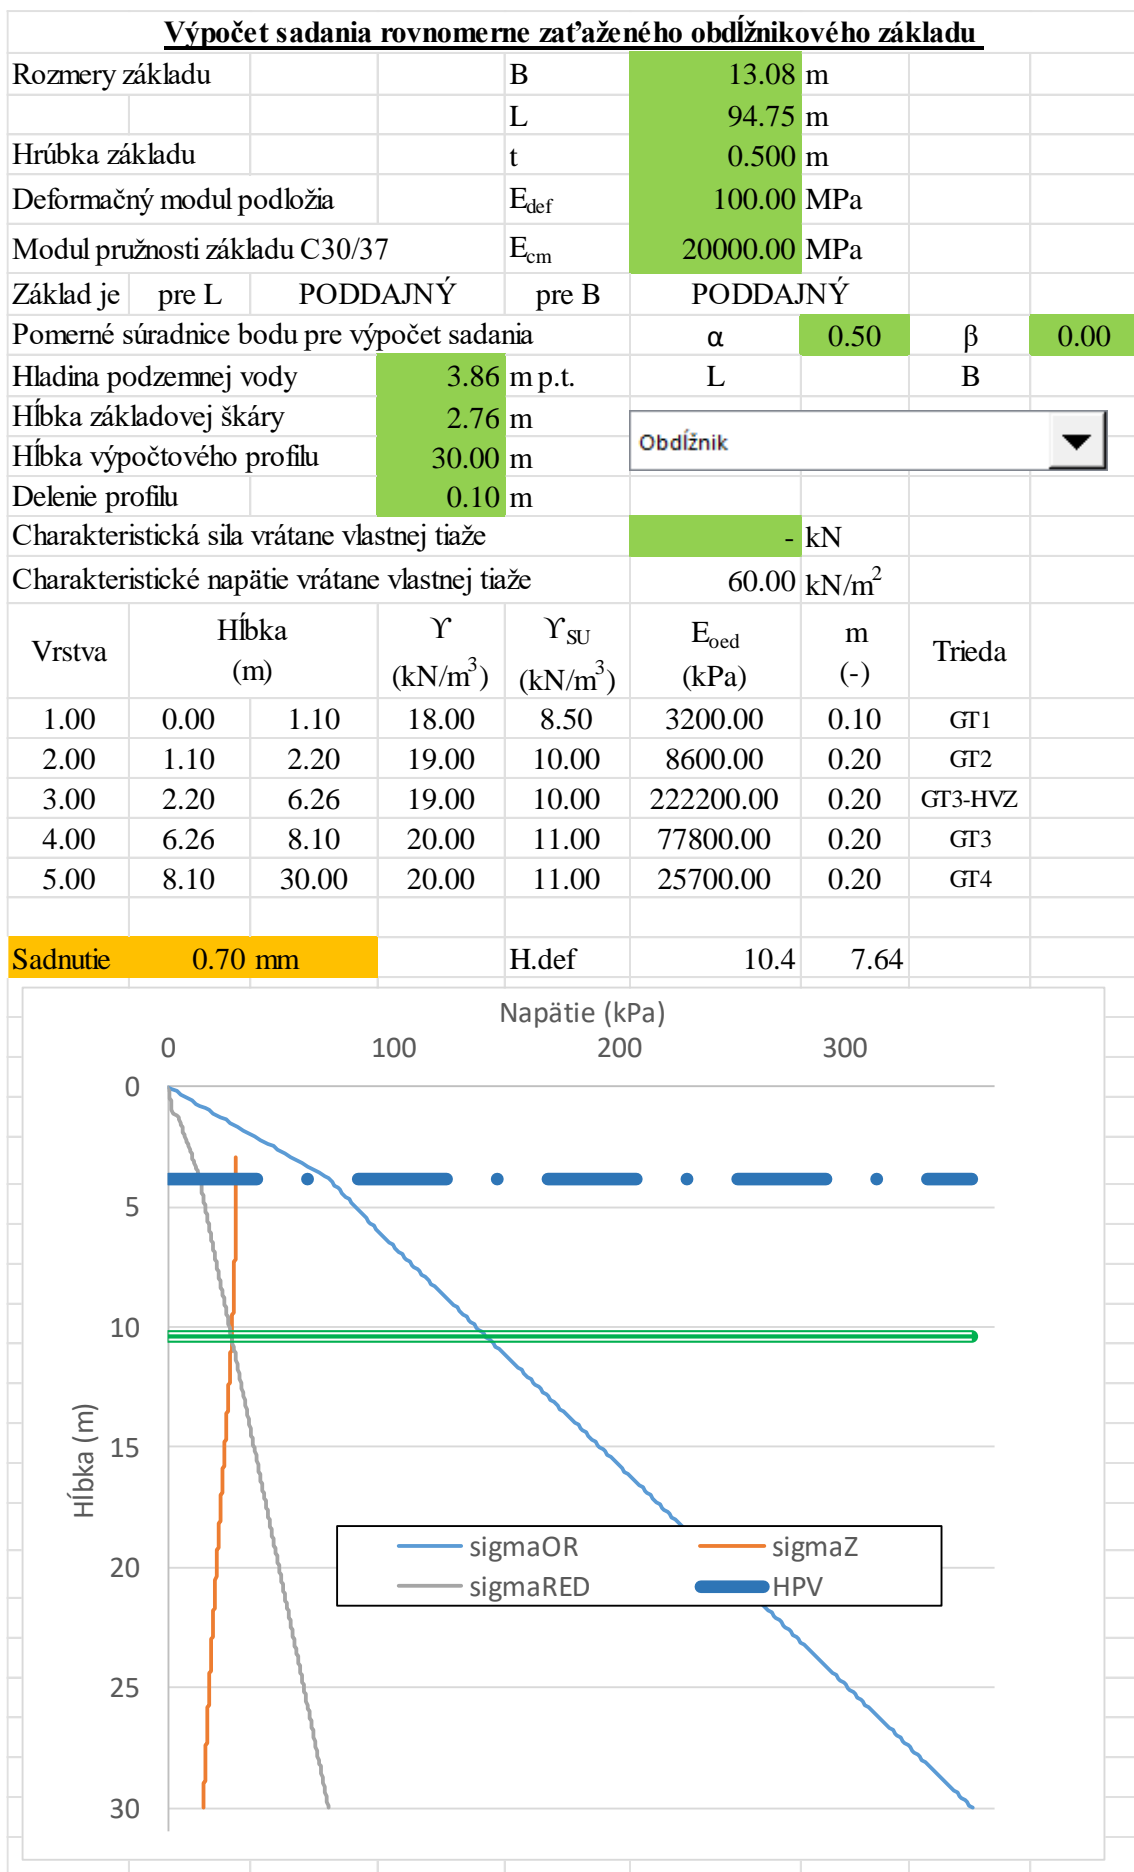 Výpočet sadania rovnomerne zaťaženého obdĺžnikového základu
Rozmery základu B 13.08 m
L 94.75 m
Hrúbka základu t 0.500 m
Deformačný modul podložia Edef 100.00 MPa
Modul pružnosti základu C30/37 Ecm 20000.00 MPa
Základ je pre L PODDAJNÝ pre B PODDAJNÝ
Pomerné súradnice bodu pre výpočet sadania α 0.50 β 0.00
Hladina podzemnej vody 3.86 m p.t. L B
Hĺbka základovej škáry 2.76 m
Obdĺžnik
Hĺbka výpočtového profilu 30.00 m
Delenie profilu 0.10 m
Charakteristická sila vrátane vlastnej tiaže - kN
Charakteristické napätie vrátane vlastnej tiaže 60.00 kN/m²
Vrstva Hĺbka (m) ϒ (kN/m³) ϒSU (kN/m³) Eoed (kPa) m (-) Trieda
1.00 0.00 1.10 18.00 8.50 3200.00 0.10 GT1
2.00 1.10 2.20 19.00 10.00 8600.00 0.20 GT2
3.00 2.20 6.26 19.00 10.00 222200.00 0.20 GT3-HVZ
4.00 6.26 8.10 20.00 11.00 77800.00 0.20 GT3
5.00 8.10 30.00 20.00 11.00 25700.00 0.20 GT4
Sadnutie 0.70 mm H.def 10.4 7.64
Napätie (kPa)
0 100 200 300
0
5
10
15
20
25
30
Hĺbka (m)
sigmaOR sigmaZ
sigmaRED HPV